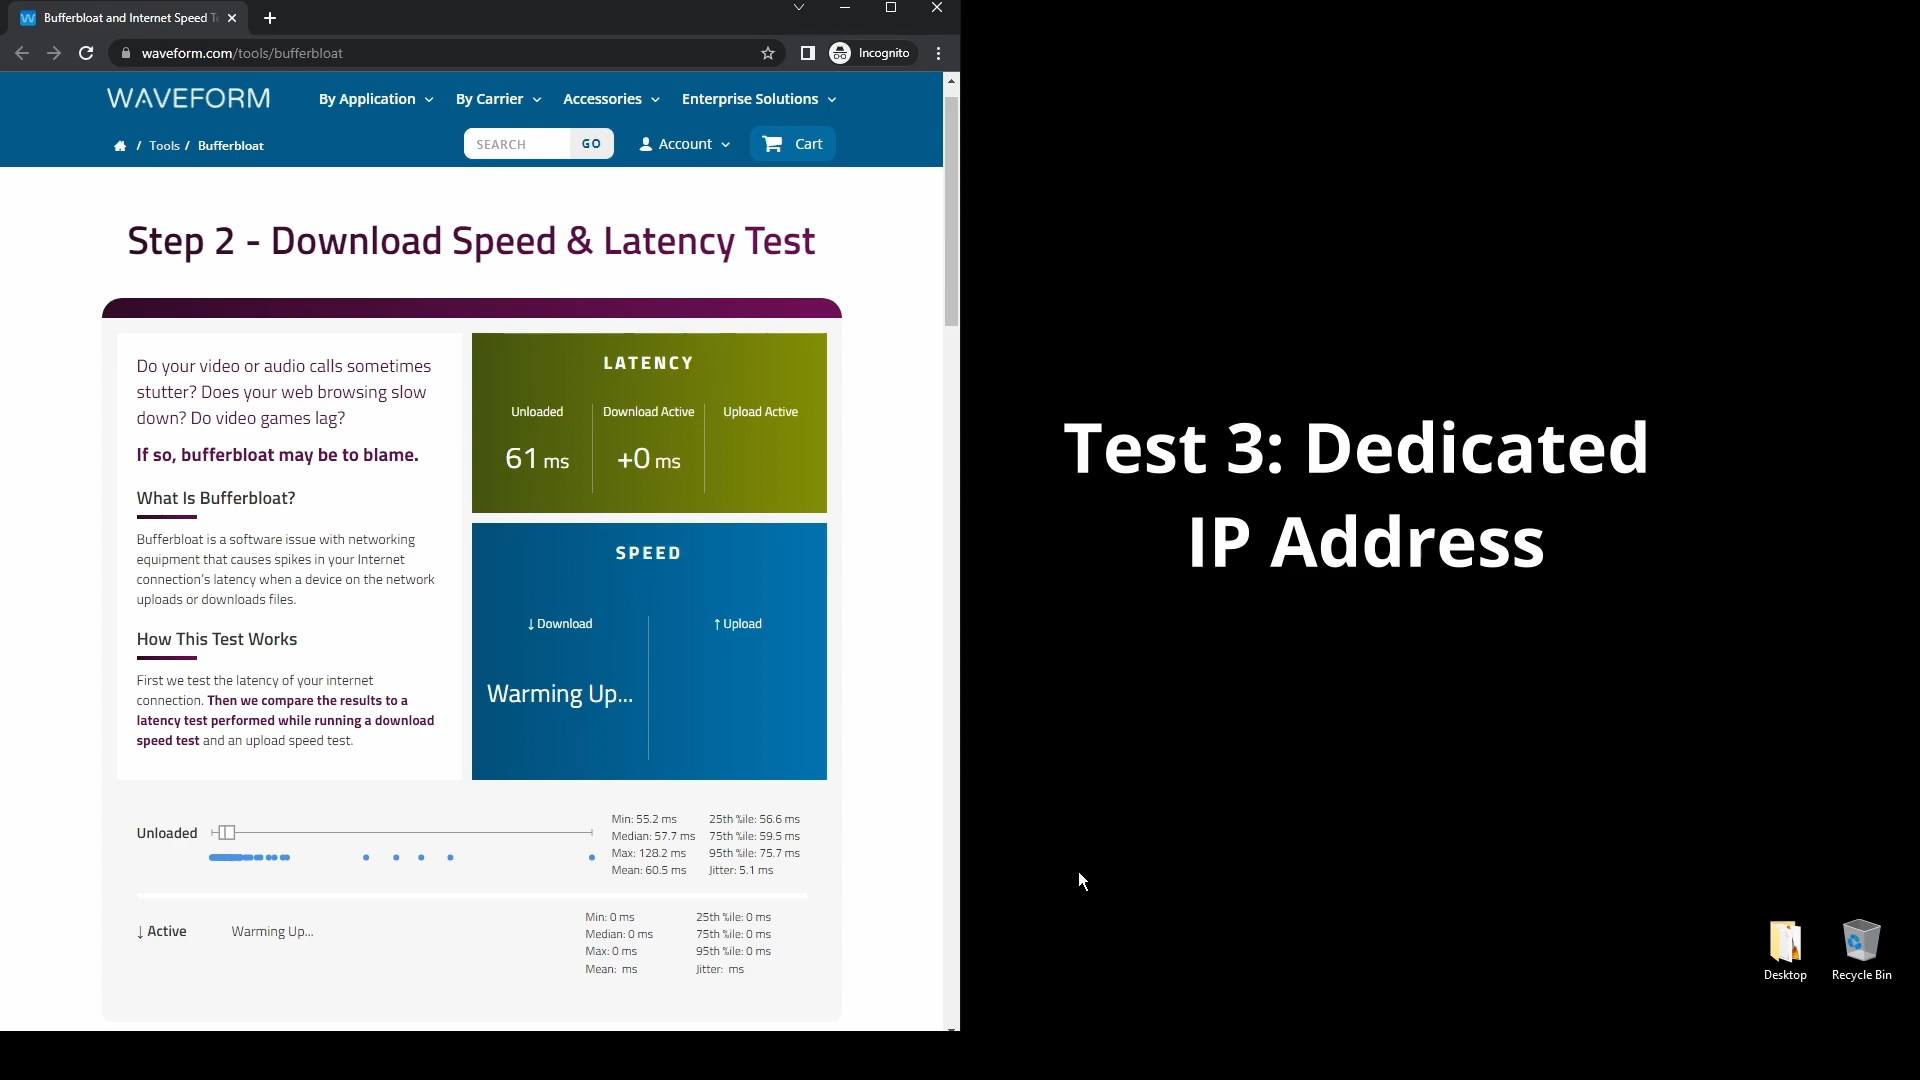 Bufferbloat and Internet Speed T
waveform.com/tools/bufferbloat
Incognito
WAVEFORM
By Application
By Carrier
Accessories
Enterprise Solutions
/ Tools / Bufferbloat
SEARCH
GO
Account
Cart
Step 2 - Download Speed & Latency Test
Do your video or audio calls sometimes
stutter? Does your web browsing slow
down? Do video games lag?
If so, bufferbloat may be to blame.
What Is Bufferbloat?
Bufferbloat is a software issue with networking
equipment that causes spikes in your Internet
connection's latency when a device on the network
uploads or downloads files.
How This Test Works
First we test the latency of your internet
connection. Then we compare the results to a
latency test performed while running a download
speed test and an upload speed test.
LATENCY
Unloaded
Download Active
Upload Active
61 ms
+0 ms
SPEED
↓ Download
↑ Upload
Warming Up...
Unloaded
Min: 55.2 ms
25th %ile: 56.6 ms
Median: 57.7 ms
75th %ile: 59.5 ms
Max: 128.2 ms
95th %ile: 75.7 ms
Mean: 60.5 ms
Jitter: 5.1 ms
↓ Active
Warming Up...
Min: 0 ms
25th %ile: 0 ms
Median: 0 ms
75th %ile: 0 ms
Max: 0 ms
95th %ile: 0 ms
Mean: ms
Jitter: ms
Test 3: Dedicated
IP Address
Desktop
Recycle Bin